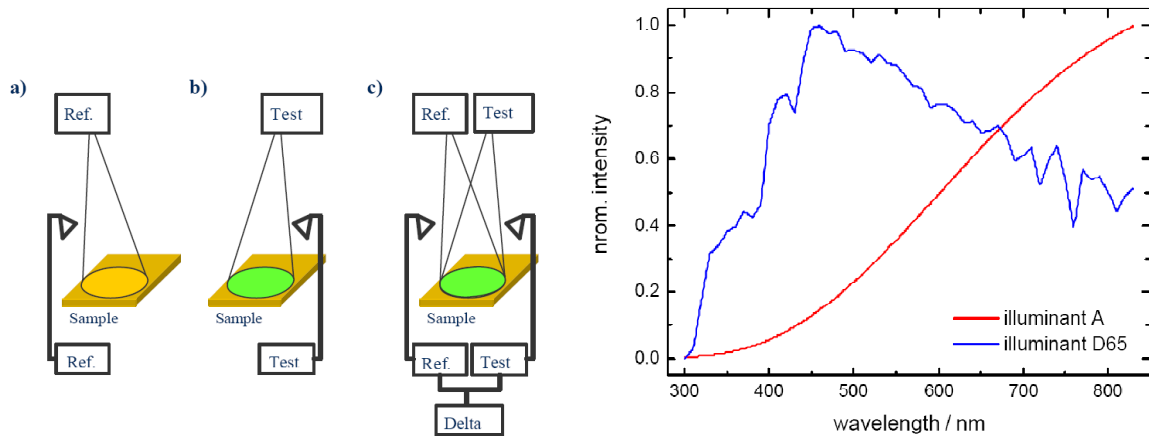 a)
Ref.
Sample
Ref.
b)
Test
Sample
Test
c)
Ref.
Test
Sample
Ref.
Test
Delta
nrom. intensity
1.0
0.8
0.6
0.4
0.2
0.0
illuminant A
illuminant D65
300 400 500 600 700 800
wavelength / nm